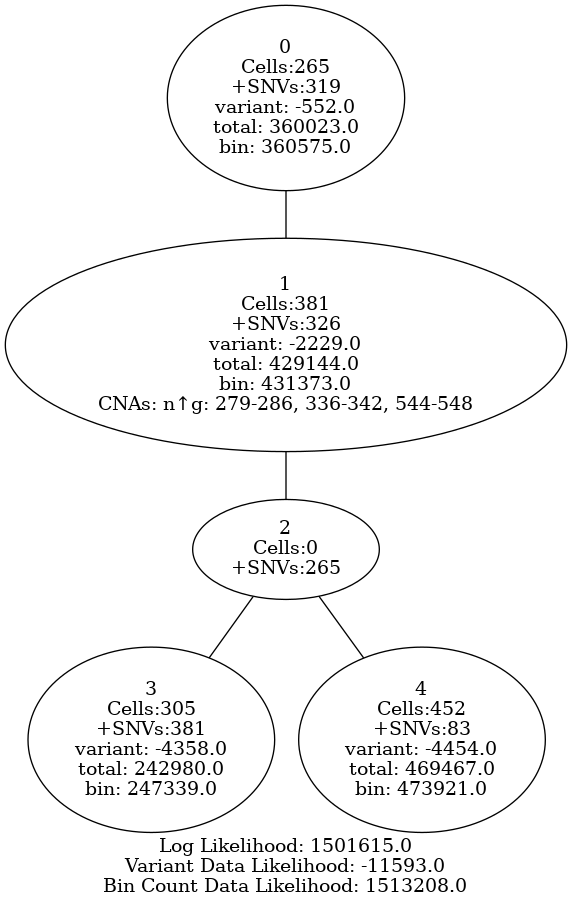 0
Cells:265
+SNVs:319
variant: -552.0
total: 360023.0
bin: 360575.0
1
Cells:381
+SNVs:326
variant: -2229.0
total: 429144.0
bin: 431373.0
CNAs: n↑g: 279-286, 336-342, 544-548
2
Cells:0
+SNVs:265
3
Cells:305
+SNVs:381
variant: -4358.0
total: 242980.0
bin: 247339.0
4
Cells:452
+SNVs:83
variant: -4454.0
total: 469467.0
bin: 473921.0
Log Likelihood: 1501615.0
Variant Data Likelihood: -11593.0
Bin Count Data Likelihood: 1513208.0